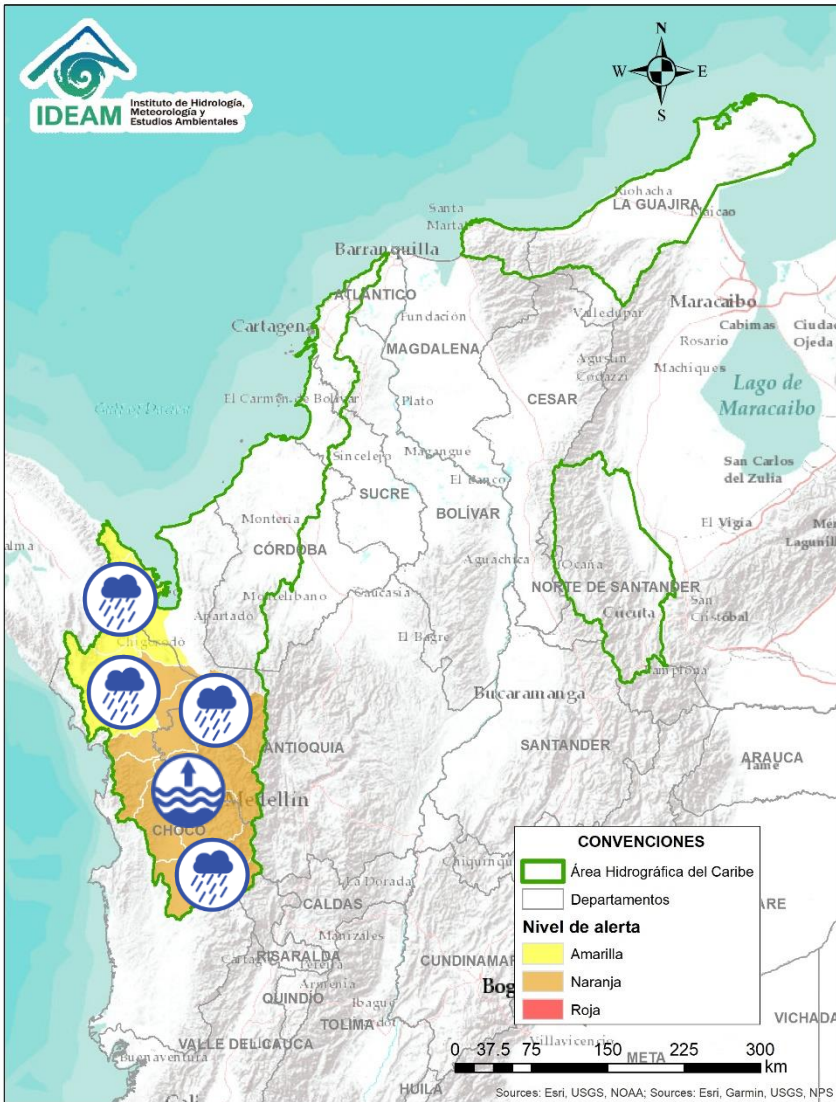 IDEAM
Instituto de Hidrología,
Meteorología y
Estudios Ambientales
N
W
E
S
Riohacha
LA GUAJIRA
Maicao
Santa
Marta
Barranquilla
ATLÁNTICO
Maracaibo
Cabimas
Ciudad
Ojeda
Fundación
Valledupar
Rosario
Cartagena
MAGDALENA
Agustín
Codazzi
Machiques
Lago de
Maracaibo
CESAR
El Carmen de Bolívar
Plato
Sincelejo
Magangué
San Carlos
del Zulia
SUCRE
El Banco
BOLÍVAR
El Vigía
Montería
CÓRDOBA
Aguachica
Ocaña
NORTE DE SANTANDER
Montelíbano
Caucasia
Apartadó
Cúcuta
San
Cristóbal
El Bagre
Chigorodó
Pamplona
Bucaramanga
ANTIOQUIA
SANTANDER
ARAUCA
Tame
Medellín
CHOCÓ
La Dorada
CALDAS
Manizales
RISARALDA
Pereira
Armenia
QUINDÍO
Ibagué
CUNDINAMAR
Bog
TOLIMA
VALLE DEL CAUCA
Buenaventura
Villavicencio
META
VICHADA
HUILA
CONVENCIONES
Área Hidrográfica del Caribe
Departamentos
Nivel de alerta
Amarilla
Naranja
Roja
0 37.5 75 150 225 300
km
Sources: Esri, USGS, NOAA; Sources: Esri, Garmin, USGS, NPS